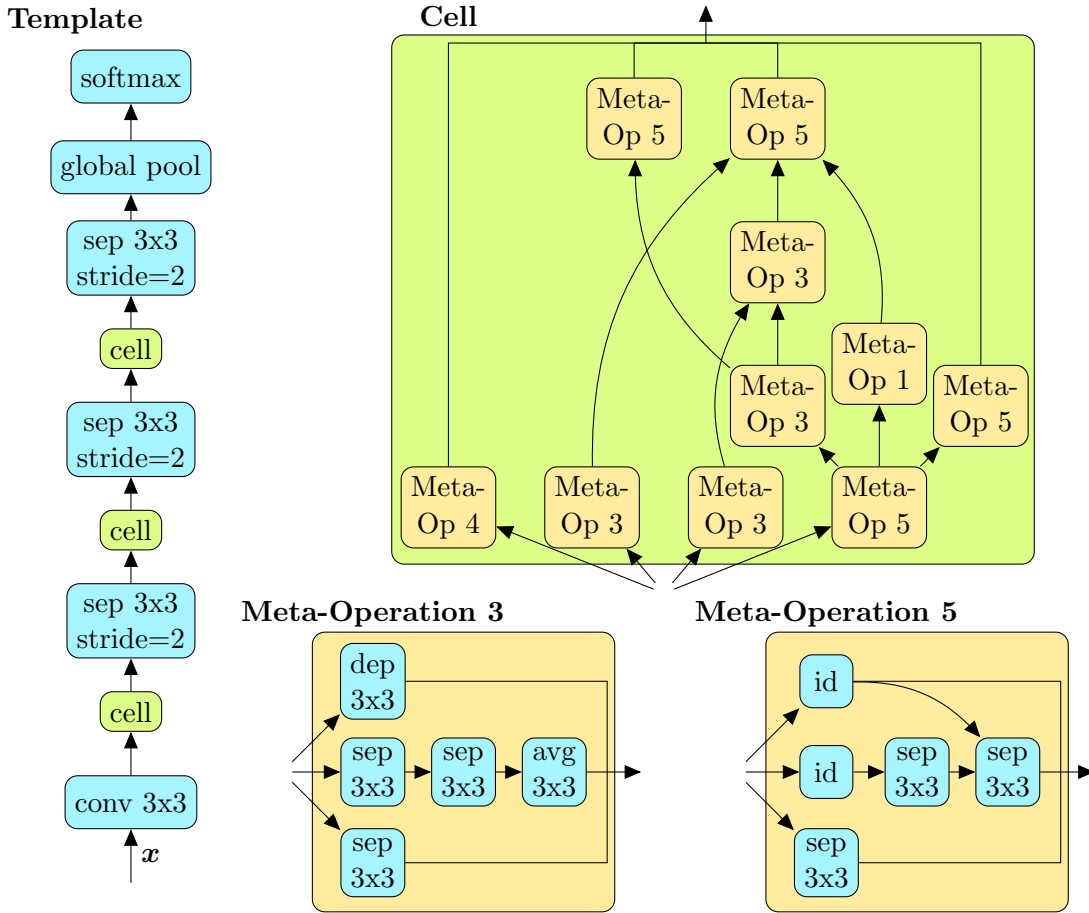 Template
softmax
global pool
sep 3x3
stride=2
cell
sep 3x3
stride=2
cell
sep 3x3
stride=2
cell
conv 3x3
x
Cell
Meta-
Op 5
Meta-
Op 5
Meta-
Op 3
Meta-
Op 1
Meta-
Op 3
Meta-
Op 5
Meta-
Op 4
Meta-
Op 3
Meta-
Op 3
Meta-
Op 5
Meta-Operation 3
dep
3x3
sep
3x3
sep
3x3
avg
3x3
sep
3x3
Meta-Operation 5
id
id
sep
3x3
sep
3x3
sep
3x3